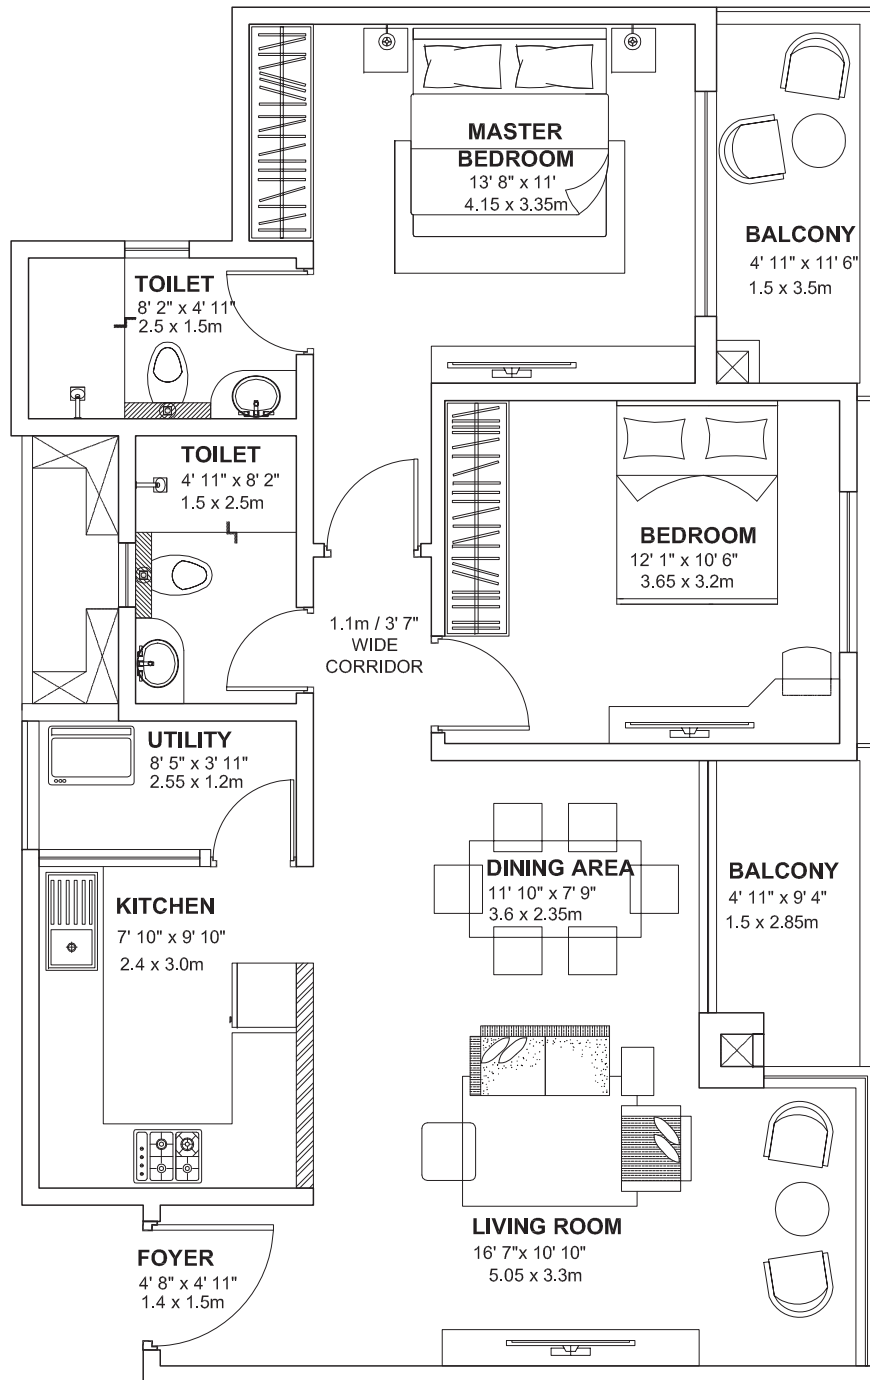 MASTER
BEDROOM
13' 8" x 11'
4.15 x 3.35m
BALCONY
4' 11" x 11' 6"
1.5 x 3.5m
TOILET
8' 2" x 4' 11"
2.5 x 1.5m
TOILET
4' 11" x 8' 2"
1.5 x 2.5m
BEDROOM
12' 1" x 10' 6"
3.65 x 3.2m
1.1m / 3' 7"
WIDE
CORRIDOR
UTILITY
8' 5" x 3' 11"
2.55 x 1.2m
DINING AREA
11' 10" x 7' 9"
3.6 x 2.35m
BALCONY
4' 11" x 9' 4"
1.5 x 2.85m
KITCHEN
7' 10" x 9' 10"
2.4 x 3.0m
LIVING ROOM
16' 7"x 10' 10"
5.05 x 3.3m
FOYER
4' 8" x 4' 11"
1.4 x 1.5m